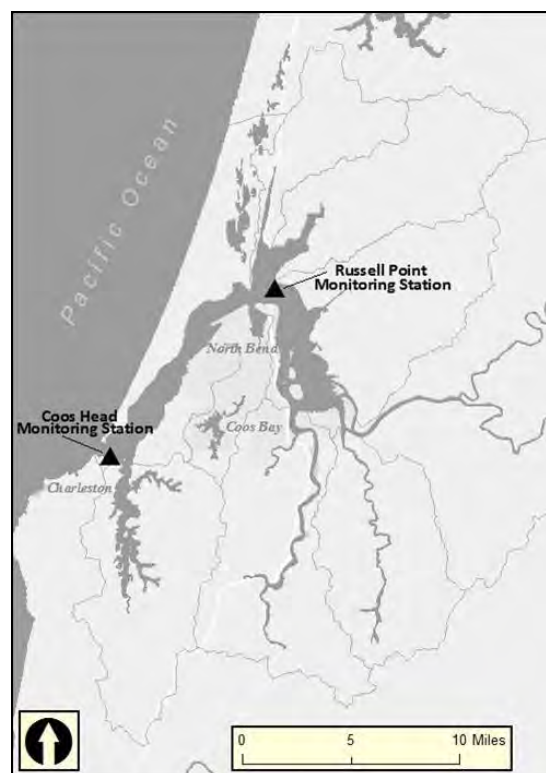 Pacific Ocean
Russell Point
Monitoring Station
North Bend
Coos Head
Monitoring Station
Coos Bay
Charleston
0 5 10 Miles